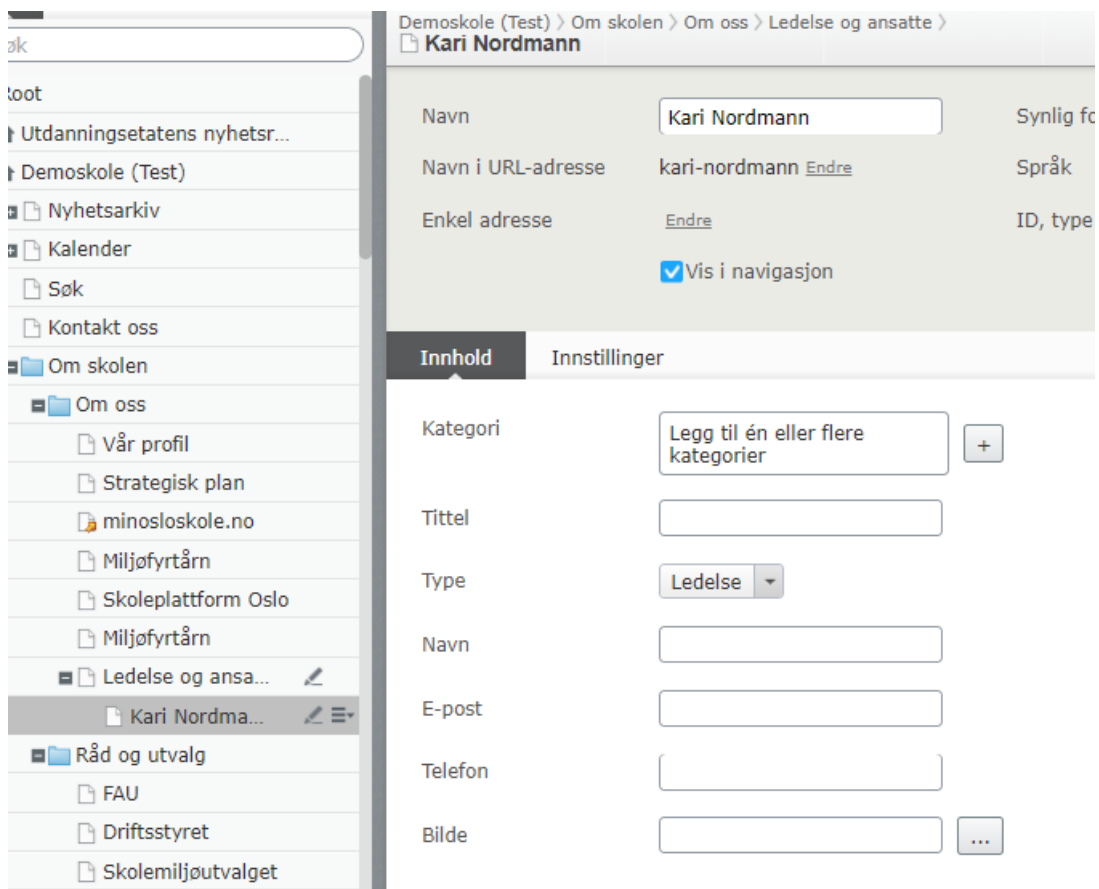 Demoskole (Test) > Om skolen > Om oss > Ledelse og ansatte >
Kari Nordmann
øk
Root
Utdanningsetatens nyhetsr...
Demoskole (Test)
Nyhetsarkiv
Kalender
Søk
Kontakt oss
Om skolen
Om oss
Vår profil
Strategisk plan
minosloskole.no
Miljøfyrtårn
Skoleplattform Oslo
Miljøfyrtårn
Ledelse og ansa...
Kari Nordma...
Råd og utvalg
FAU
Driftsstyret
Skolemiljøutvalget
Navn Kari Nordmann Synlig fo
Navn i URL-adresse kari-nordmann Endre Språk
Enkel adresse Endre ID, type
Vis i navigasjon
Innhold Innstillinger
Kategori Legg til én eller flere
kategorier +
Tittel
Type Ledelse
Navn
E-post
Telefon
Bilde ...